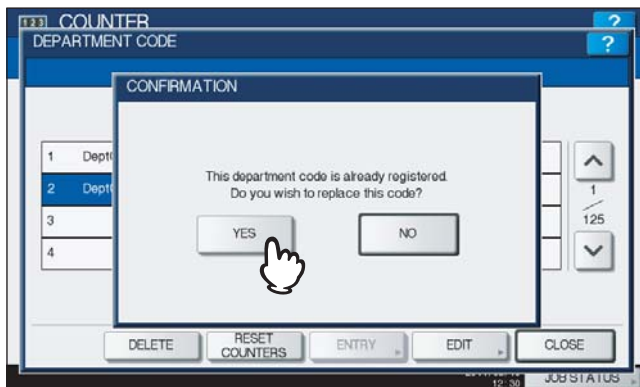 123 COUNTER ?
DEPARTMENT CODE ?
CONFIRMATION
This department code is already registered.
Do you wish to replace this code?
YES NO
1 Dept
2 Dept
3
4
1
125
DELETE RESET COUNTERS ENTRY EDIT CLOSE
12:30 JOB STATUS